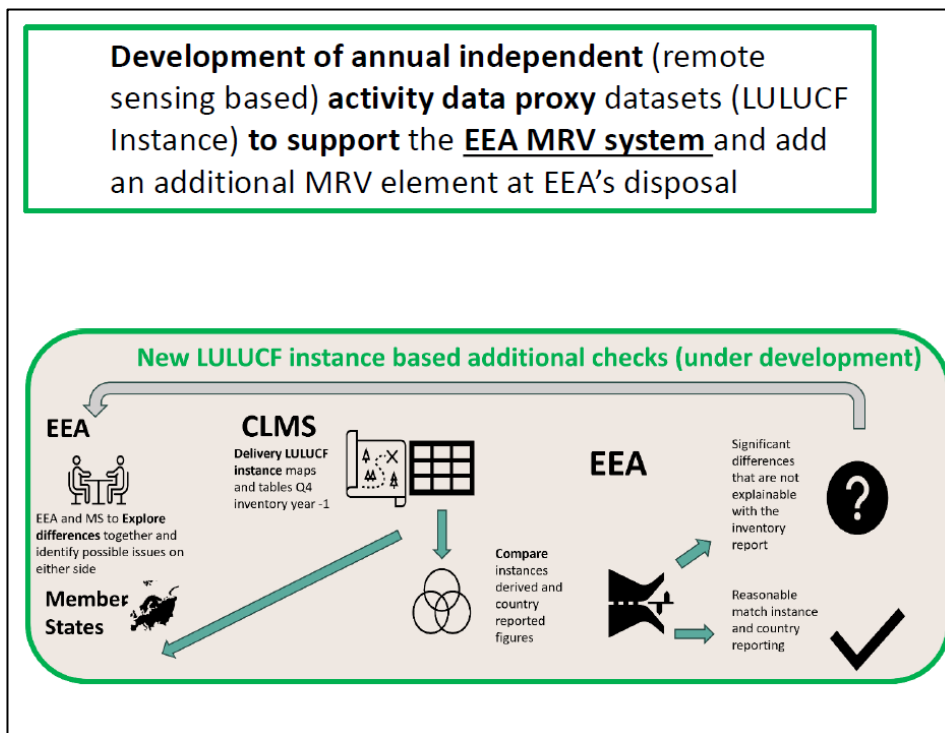 Development of annual independent (remote
sensing based) activity data proxy datasets (LULUCF
Instance) to support the EEA MRV system and add
an additional MRV element at EEA’s disposal
New LULUCF instance based additional checks (under development)
EEA
EEA and MS to Explore
differences together and
identify possible issues on
either side
Member
States
CLMS
Delivery LULUCF
instance maps
and tables Q4
inventory year -1
Compare
instances
derived and
country
reported
figures
EEA
Significant
differences
that are not
explainable
with the
inventory
report
?
Reasonable
match instance
and country
reporting